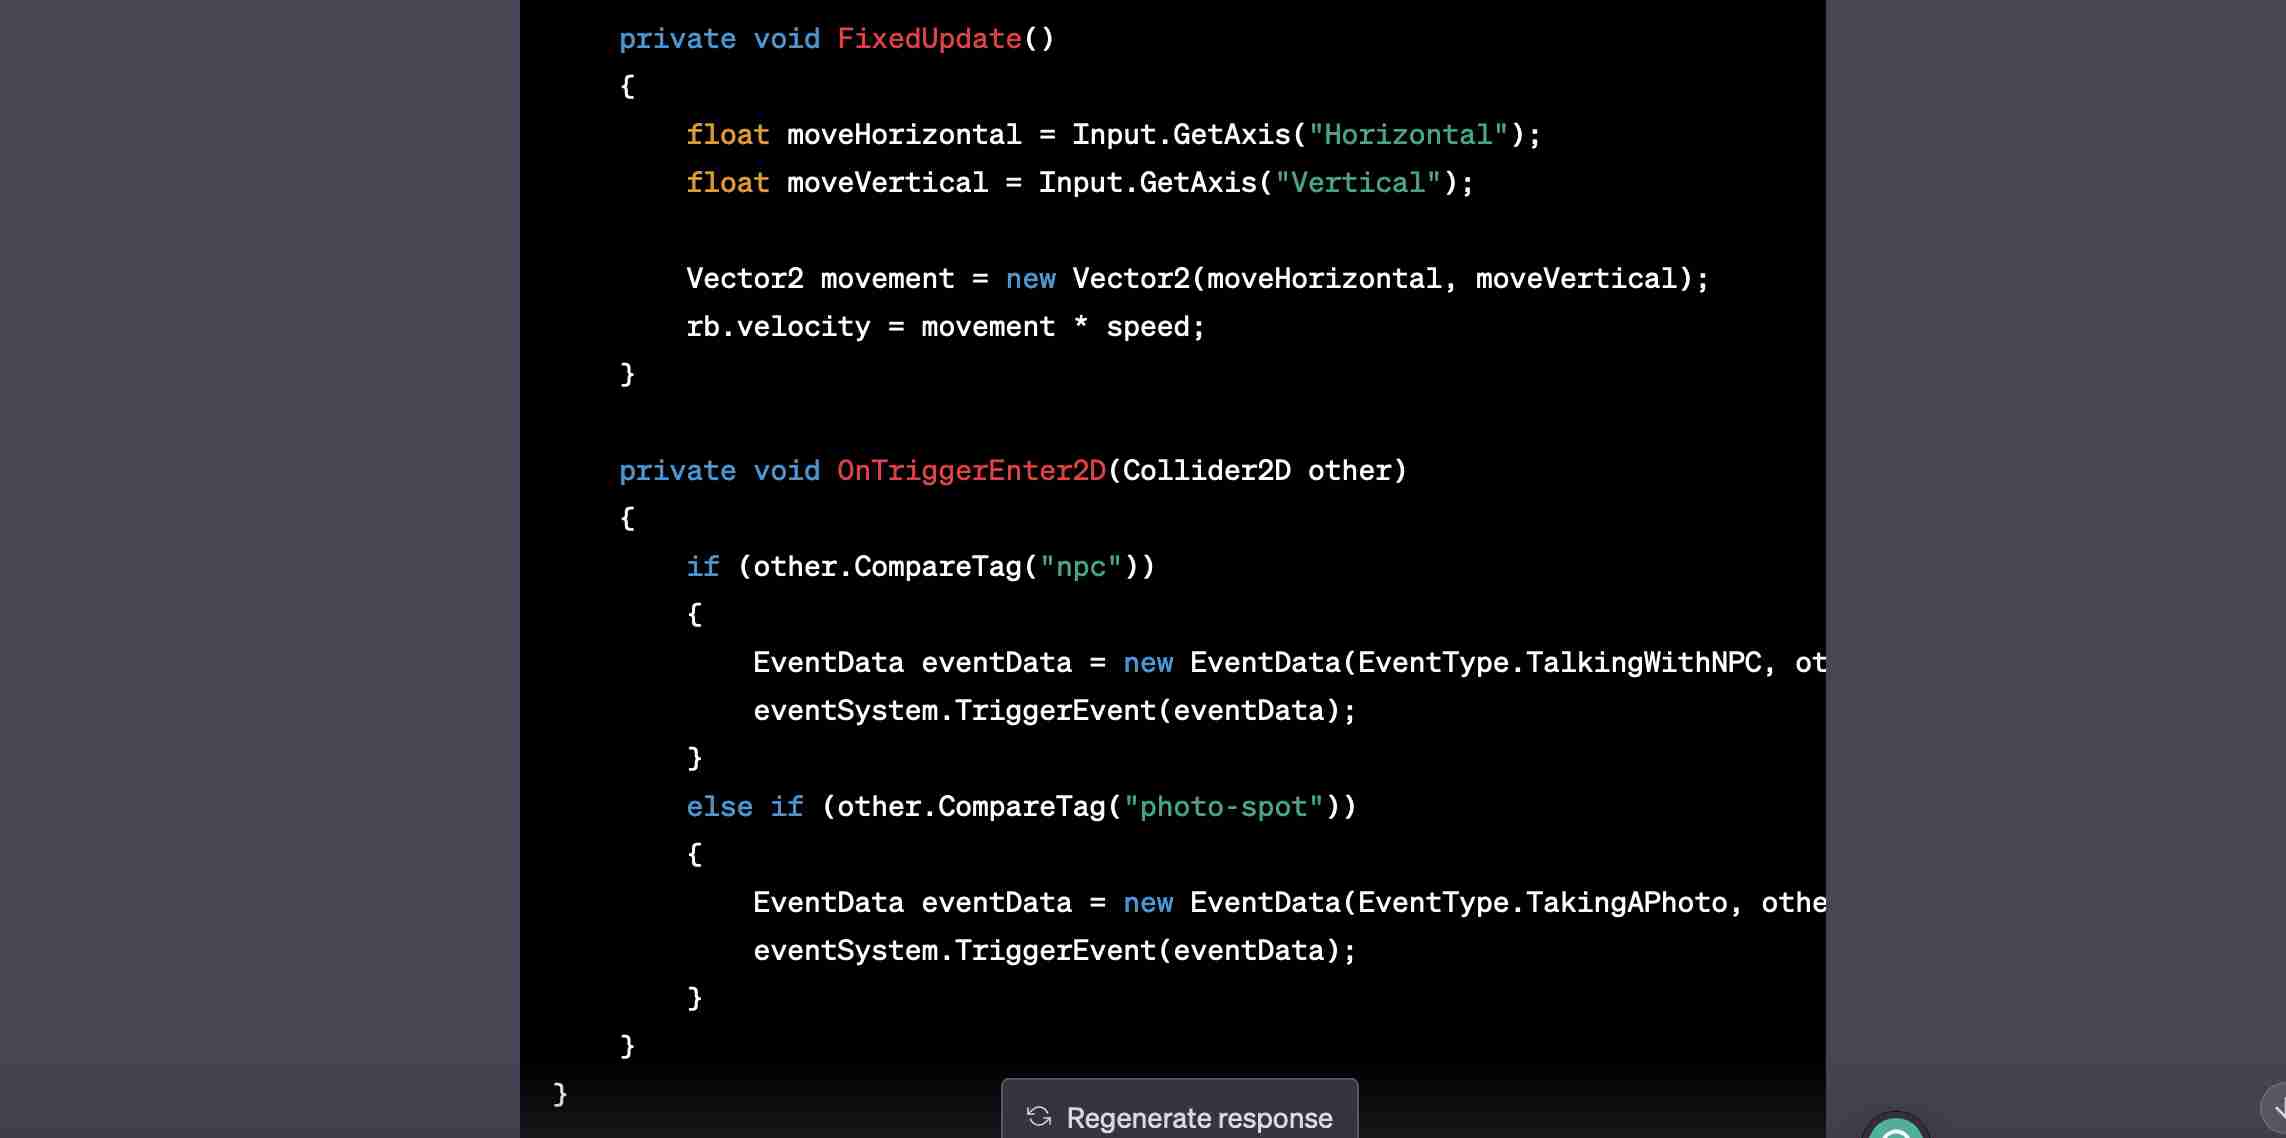 private void FixedUpdate()
{
float moveHorizontal = Input.GetAxis("Horizontal");
float moveVertical = Input.GetAxis("Vertical");
Vector2 movement = new Vector2(moveHorizontal, moveVertical);
rb.velocity = movement * speed;
}
private void OnTriggerEnter2D(Collider2D other)
{
if (other.CompareTag("npc"))
{
EventData eventData = new EventData(EventType.TalkingWithNPC, ot
eventSystem.TriggerEvent(eventData);
}
else if (other.CompareTag("photo-spot"))
{
EventData eventData = new EventData(EventType.TakingAPhoto, othe
eventSystem.TriggerEvent(eventData);
}
}
}
Regenerate response